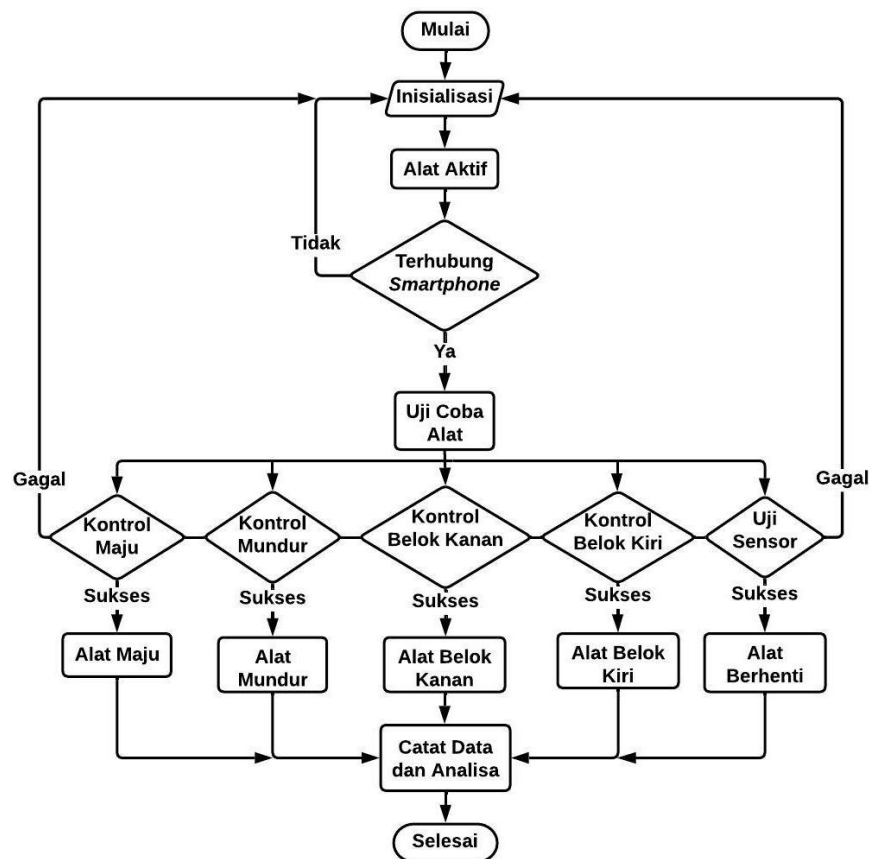 Mulai
Inisialisasi
Alat Aktif
Tidak
Terhubung
Smartphone
Ya
Uji Coba
Alat
Gagal
Gagal
Kontrol
Maju
Kontrol
Mundur
Kontrol
Belok Kanan
Kontrol
Belok Kiri
Uji
Sensor
Sukses
Sukses
Sukses
Sukses
Sukses
Alat Maju
Alat
Mundur
Alat Belok
Kanan
Alat Belok
Kiri
Alat
Berhenti
Catat Data
dan Analisa
Selesai